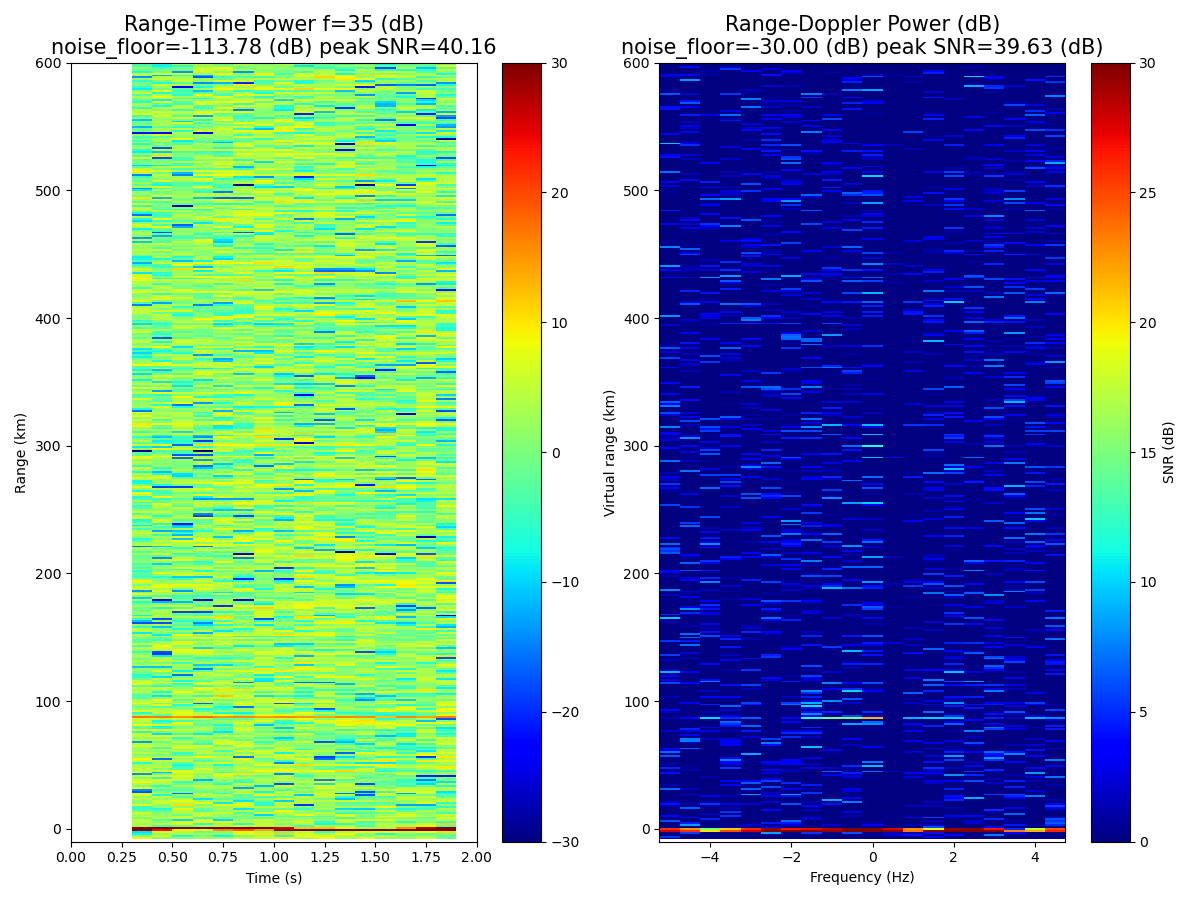 Range-Time Power f=35 (dB)
noise_floor=-113.78 (dB) peak SNR=40.16
Range (km)
600
500
400
300
200
100
0
0.00 0.25 0.50 0.75 1.00 1.25 1.50 1.75 2.00
Time (s)
30
20
10
0
−10
−20
−30
Range-Doppler Power (dB)
noise_floor=-30.00 (dB) peak SNR=39.63 (dB)
Virtual range (km)
600
500
400
300
200
100
0
−4 −2 0 2 4
Frequency (Hz)
30
25
20
15
10
5
0
SNR (dB)